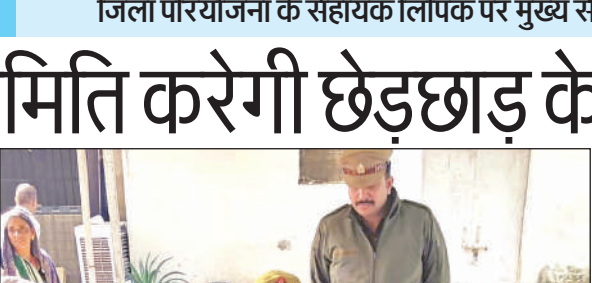 जिला परियोजना के सहायक लिपिक पर मुख्य
मिति करेगी छेड़छाड़ के